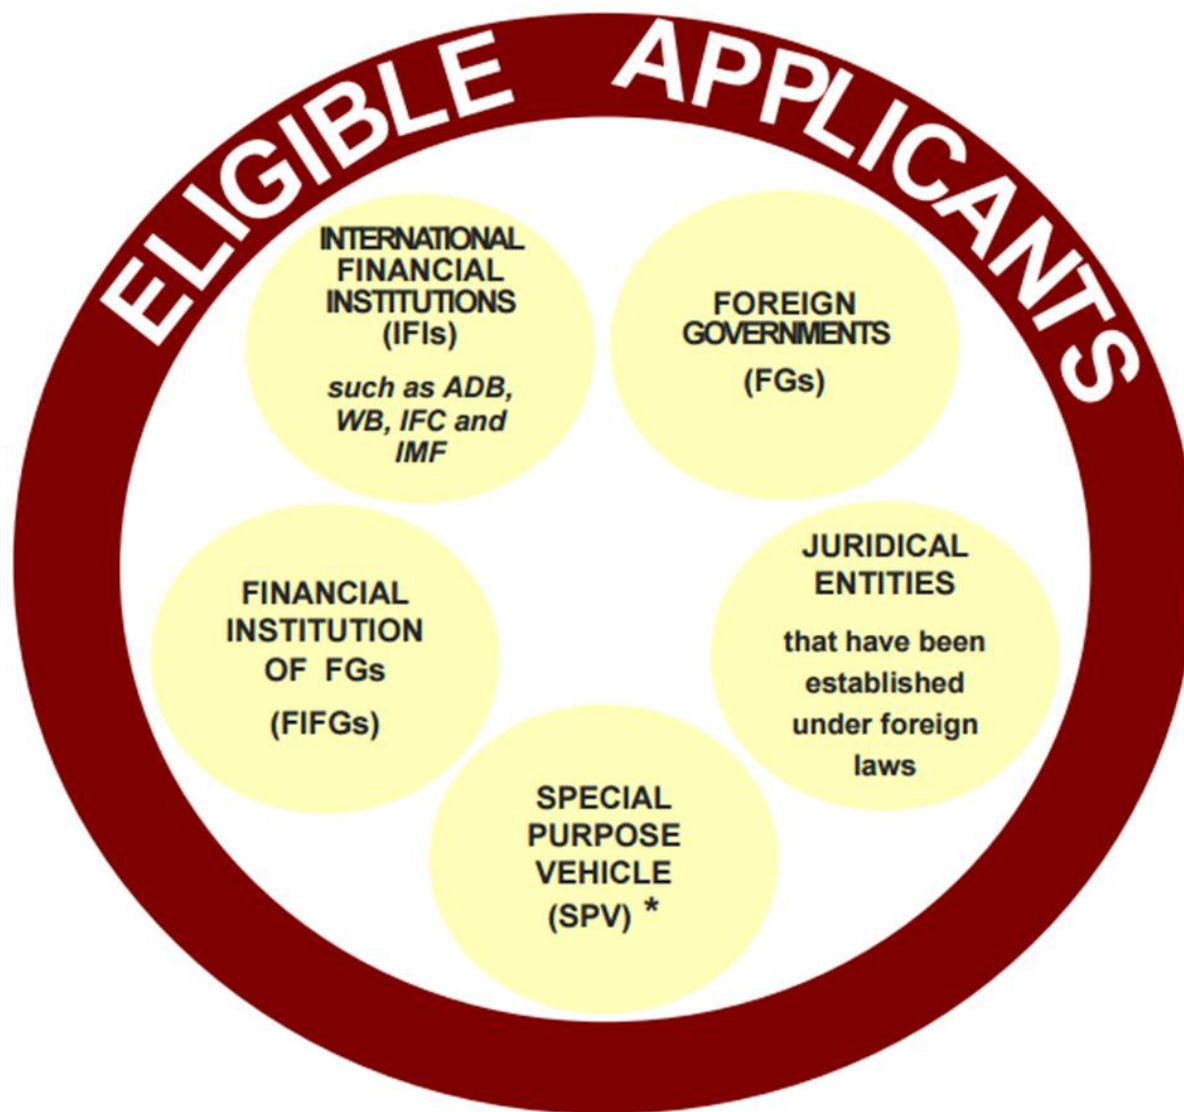 ELIGIBLE APPLICANTS
INTERNATIONAL
FINANCIAL
INSTITUTIONS
(IFIs)
such as ADB,
WB, IFC and
IMF
FOREIGN
GOVERNMENTS
(FGs)
FINANCIAL
INSTITUTION
OF FGs
(FIFGs)
JURIDICAL
ENTITIES
that have been
established
under foreign
laws
SPECIAL
PURPOSE
VEHICLE
(SPV) *